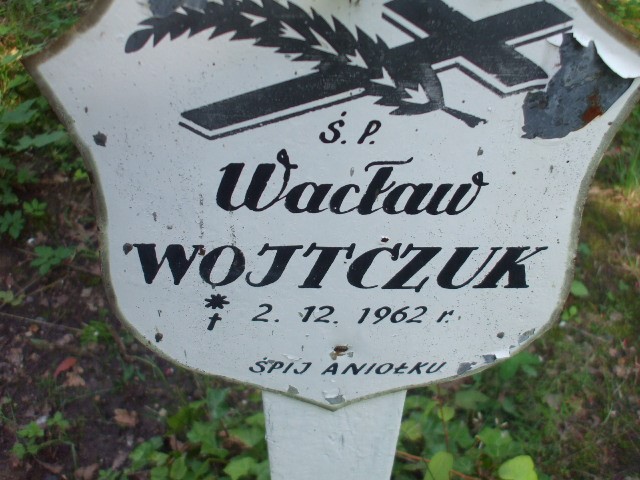 Ś. P.
Wacław
WOJTCZUK
* † 2. 12. 1962 r.
ŚPIJ ANIOŁKU